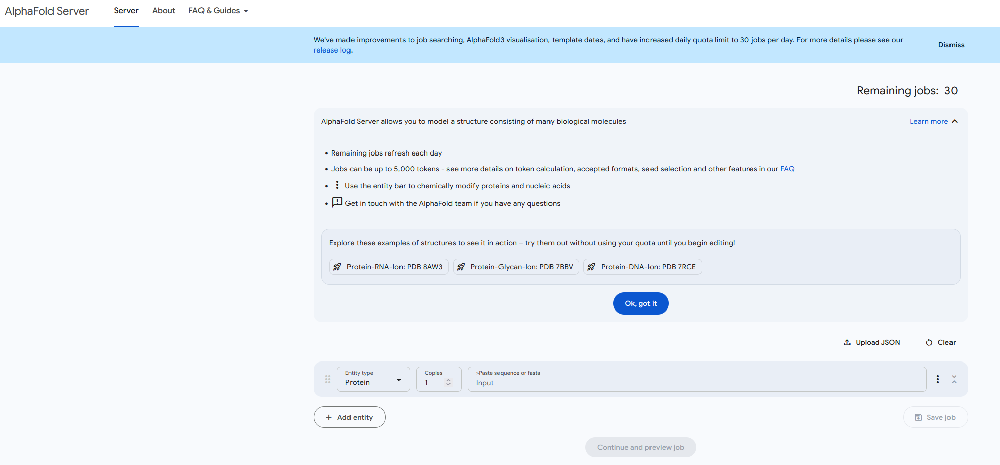 AlphaFold Server
Server
About
FAQ & Guides
We've made improvements to job searching, AlphaFold3 visualisation, template dates, and have increased daily quota limit to 30 jobs per day. For more details please see our
release log.
Dismiss
Remaining jobs: 30
AlphaFold Server allows you to model a structure consisting of many biological molecules
Learn more
• Remaining jobs refresh each day
• Jobs can be up to 5,000 tokens - see more details on token calculation, accepted formats, seed selection and other features in our FAQ
• Use the entity bar to chemically modify proteins and nucleic acids
• Get in touch with the AlphaFold team if you have any questions
Explore these examples of structures to see it in action – try them out without using your quota until you begin editing!
Protein-RNA-Ion: PDB 8AW3
Protein-Glycan-Ion: PDB 7BBV
Protein-DNA-Ion: PDB 7RCE
Ok, got it
Upload JSON
Clear
Entity type
Protein
Copies
1
>Paste sequence or fasta
Input
+ Add entity
Save job
Continue and preview job